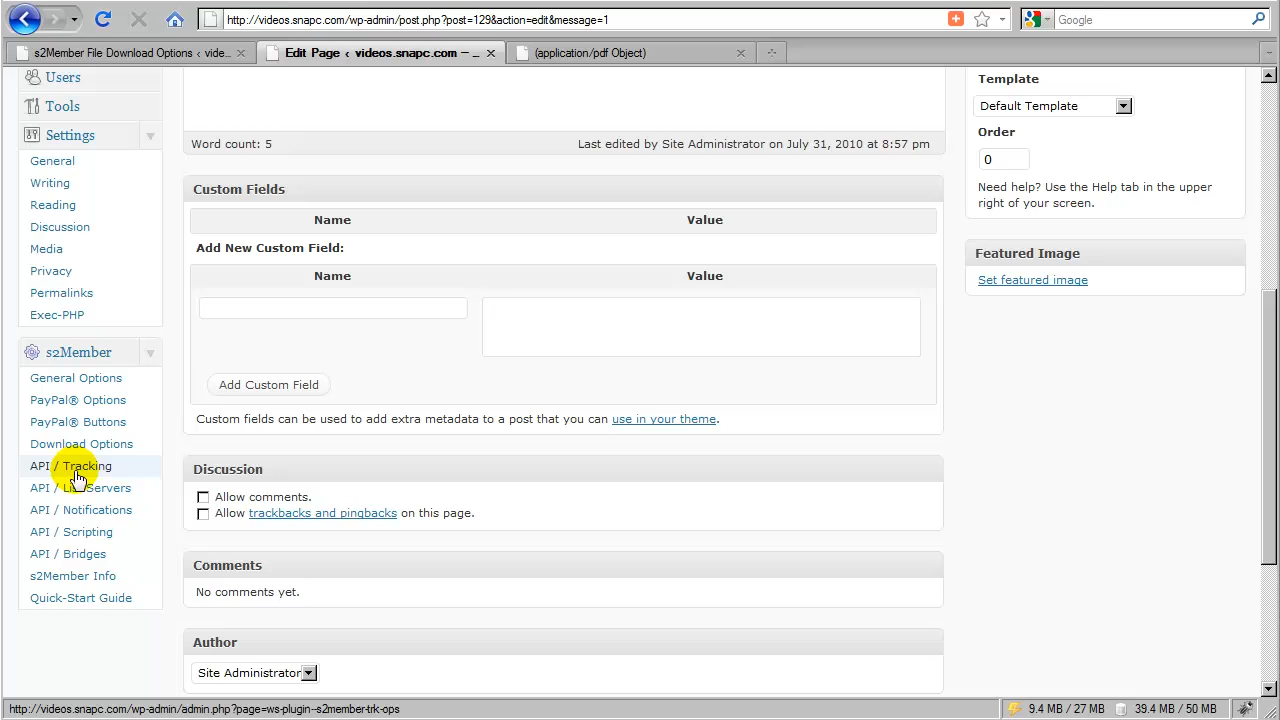 http://videos.snapc.com/wp-admin/post.php?post=129&action=edit&message=1
Google
s2Member File Download Options ‹ vide...
Edit Page ‹ videos.snapc.com — ...
(application/pdf Object)
Users
Tools
Settings
General
Writing
Reading
Discussion
Media
Privacy
Permalinks
Exec-PHP
s2Member
General Options
PayPal® Options
PayPal® Buttons
Download Options
API / Tracking
API / List Servers
API / Notifications
API / Scripting
API / Bridges
s2Member Info
Quick-Start Guide
Word count: 5
Last edited by Site Administrator on July 31, 2010 at 8:57 pm
Custom Fields
Name Value
Add New Custom Field:
Name Value
Add Custom Field
Custom fields can be used to add extra metadata to a post that you can use in your theme.
Discussion
Allow comments.
Allow trackbacks and pingbacks on this page.
Comments
No comments yet.
Author
Site Administrator
Template
Default Template
Order
0
Need help? Use the Help tab in the upper
right of your screen.
Featured Image
Set featured image
http://videos.snapc.com/wp-admin/admin.php?page=ws-plugin--s2member-trk-ops
9.4 MB / 27 MB
39.4 MB / 50 MB